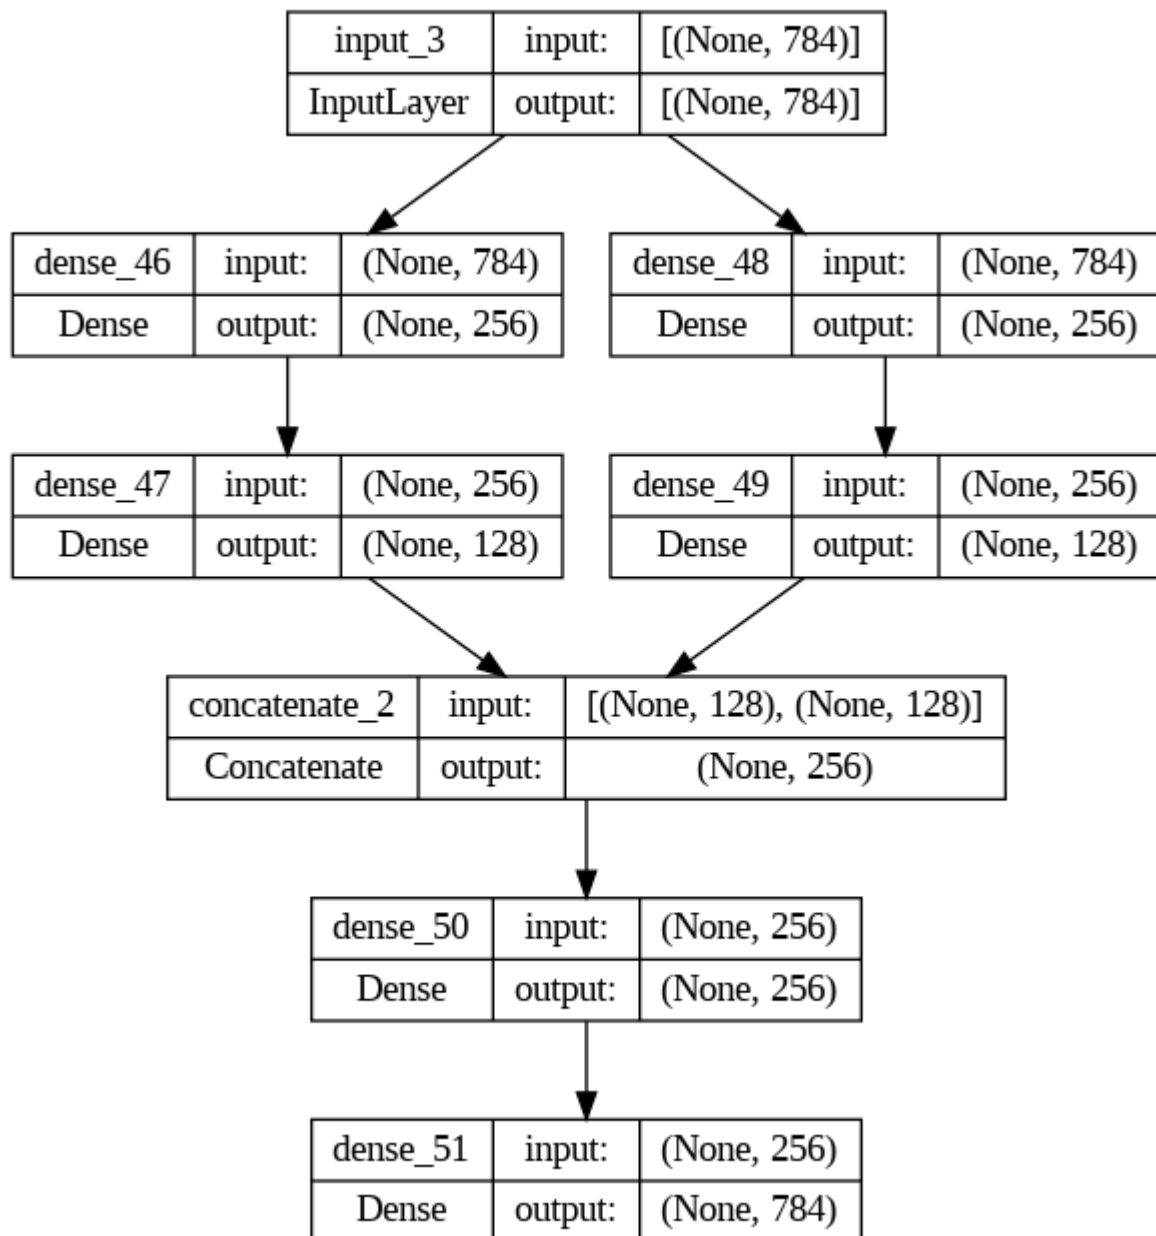 input_3 input: [(None, 784)]
InputLayer output: [(None, 784)]
dense_46 input: (None, 784)
Dense output: (None, 256)
dense_48 input: (None, 784)
Dense output: (None, 256)
dense_47 input: (None, 256)
Dense output: (None, 128)
dense_49 input: (None, 256)
Dense output: (None, 128)
concatenate_2 input: [(None, 128), (None, 128)]
Concatenate output: (None, 256)
dense_50 input: (None, 256)
Dense output: (None, 256)
dense_51 input: (None, 256)
Dense output: (None, 784)